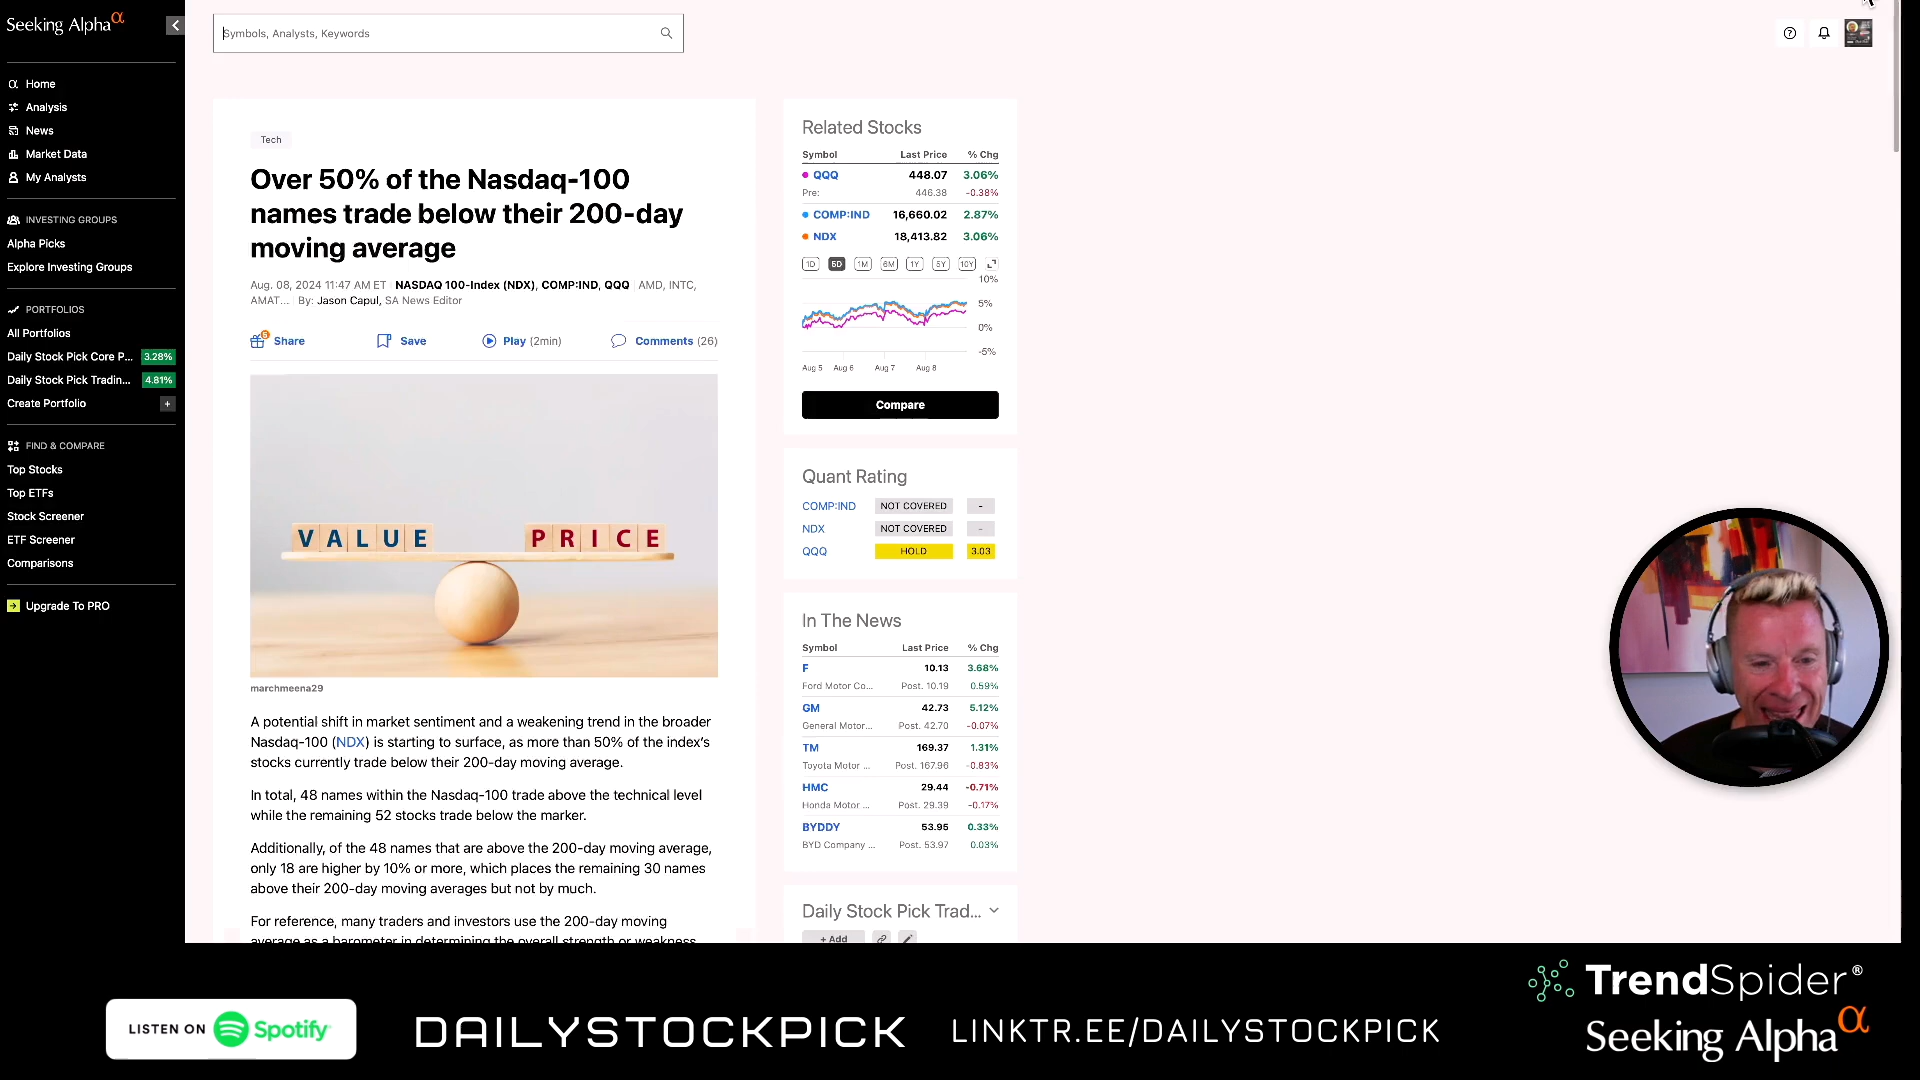 Seeking Alpha α
Symbols, Analysts, Keywords
Home
Analysis
News
Market Data
My Analysts
INVESTING GROUPS
Alpha Picks
Explore Investing Groups
PORTFOLIOS
All Portfolios
Daily Stock Pick Core P... 3.28%
Daily Stock Pick Tradin... 4.81%
Create Portfolio +
FIND & COMPARE
Top Stocks
Top ETFs
Stock Screener
ETF Screener
Comparisons
Upgrade To PRO
Tech
Over 50% of the Nasdaq-100
names trade below their 200-day
moving average
Aug. 08, 2024 11:47 AM ET NASDAQ 100-Index (NDX), COMP:IND, QQQ AMD, INTC,
AMAT... By: Jason Capul, SA News Editor
Share Save Play (2min) Comments (26)
VALUE PRICE
marchmeena29
A potential shift in market sentiment and a weakening trend in the broader
Nasdaq-100 (NDX) is starting to surface, as more than 50% of the index's
stocks currently trade below their 200-day moving average.
In total, 48 names within the Nasdaq-100 trade above the technical level
while the remaining 52 stocks trade below the marker.
Additionally, of the 48 names that are above the 200-day moving average,
only 18 are higher by 10% or more, which places the remaining 30 names
above their 200-day moving averages but not by much.
For reference, many traders and investors use the 200-day moving
average as a barometer in determining the overall strength or weakness
Related Stocks
Symbol Last Price % Chg
QQQ 448.07 3.06%
Pre: 446.38 -0.38%
COMP:IND 16,660.02 2.87%
NDX 18,413.82 3.06%
1D 5D 1M 6M 1Y 5Y 10Y
10%
5%
0%
-5%
Aug 5 Aug 6 Aug 7 Aug 8
Compare
Quant Rating
COMP:IND NOT COVERED -
NDX NOT COVERED -
QQQ HOLD 3.03
In The News
Symbol Last Price % Chg
F 10.13 3.68%
Ford Motor Co... Post. 10.19 0.59%
GM 42.73 5.12%
General Motor... Post. 42.70 -0.07%
TM 169.37 1.31%
Toyota Motor ... Post. 167.96 -0.83%
HMC 29.44 -0.71%
Honda Motor ... Post. 29.39 -0.17%
BYDDY 53.95 0.33%
BYD Company ... Post. 53.97 0.03%
Daily Stock Pick Trad...
+ Add
LISTEN ON Spotify
DAILYSTOCKPICK
LINKTR.EE/DAILYSTOCKPICK
TrendSpider®
Seeking Alpha α